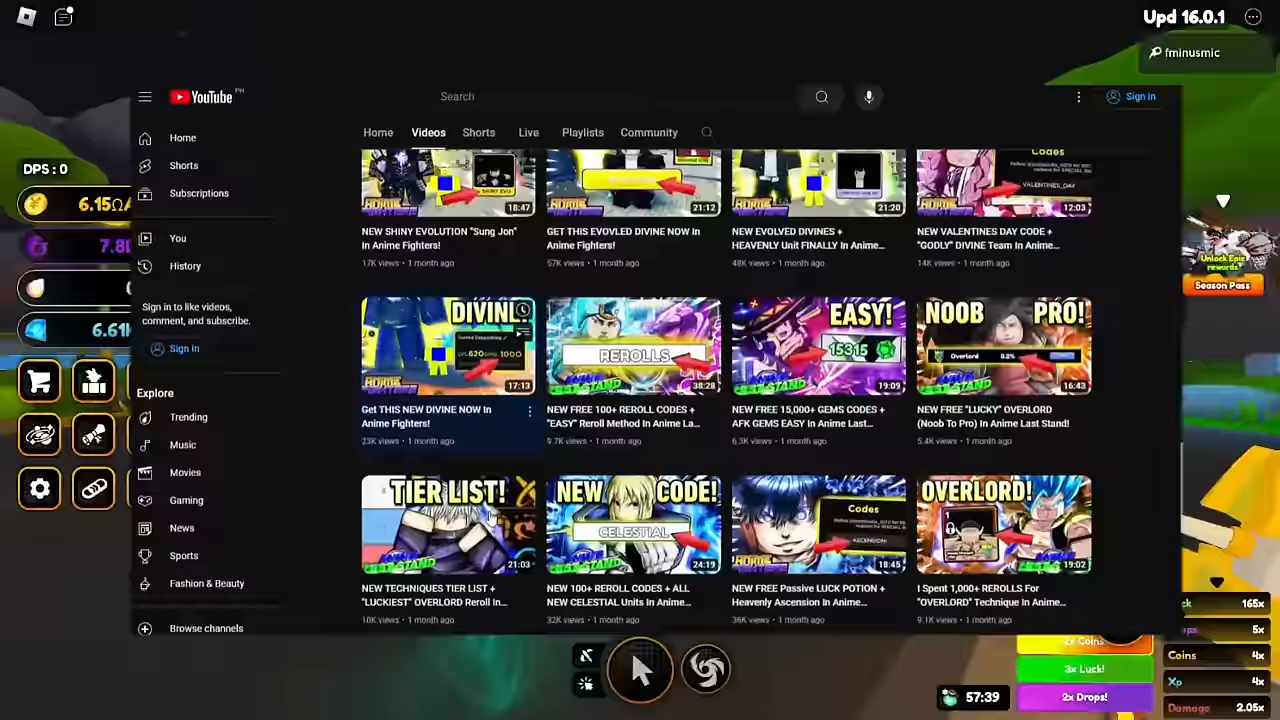 Upd 16.0.1
fminusmic
YouTube PH
Search
Sign in
Home
Videos
Shorts
Live
Playlists
Community
Home
Shorts
Subscriptions
You
History
Sign in to like videos,
comment, and subscribe.
Sign in
Explore
Trending
Music
Movies
Gaming
News
Sports
Fashion & Beauty
Browse channels
DPS : 0
18:47
NEW SHINY EVOLUTION "Sung Jon"
In Anime Fighters!
17K views • 1 month ago
21:12
GET THIS EVOVLED DIVINE NOW In
Anime Fighters!
57K views • 1 month ago
21:20
NEW EVOLVED DIVINES +
HEAVENLY Unit FINALLY In Anime...
48K views • 1 month ago
Codes
VALENTINES_DAY
12:03
NEW VALENTINES DAY CODE +
"GODLY" DIVINE Team In Anime...
14K views • 1 month ago
17:13
Get THIS NEW DIVINE NOW In
Anime Fighters!
23K views • 1 month ago
REROLLS
38:28
NEW FREE 100+ REROLL CODES +
"EASY" Reroll Method In Anime La...
9.7K views • 1 month ago
EASY!
15315
19:09
NEW FREE 15,000+ GEMS CODES +
AFK GEMS EASY In Anime Last...
6.3K views • 1 month ago
NOOB PRO!
Overlord 0.2%
16:43
NEW FREE "LUCKY" OVERLORD
(Noob To Pro) In Anime Last Stand!
5.4K views • 1 month ago
TIER LIST!
21:03
NEW TECHNIQUES TIER LIST +
"LUCKIEST" OVERLORD Reroll In...
10K views • 1 month ago
NEW CODE!
CELESTIAL
24:19
NEW 100+ REROLL CODES + ALL
NEW CELESTIAL Units In Anime...
32K views • 1 month ago
Codes
ASCENSION
18:45
NEW FREE Passive LUCK POTION +
Heavenly Ascension In Anime...
36K views • 1 month ago
OVERLORD!
19:02
I Spent 1,000+ REROLLS For
"OVERLORD" Technique In Anime...
9.1K views • 1 month ago
Unlock Epic
rewards
Season Pass
165x
5x
Coins 4x
Xp 4x
Damage 2.05x
2x Coins
3x Luck!
2x Drops!
57:39